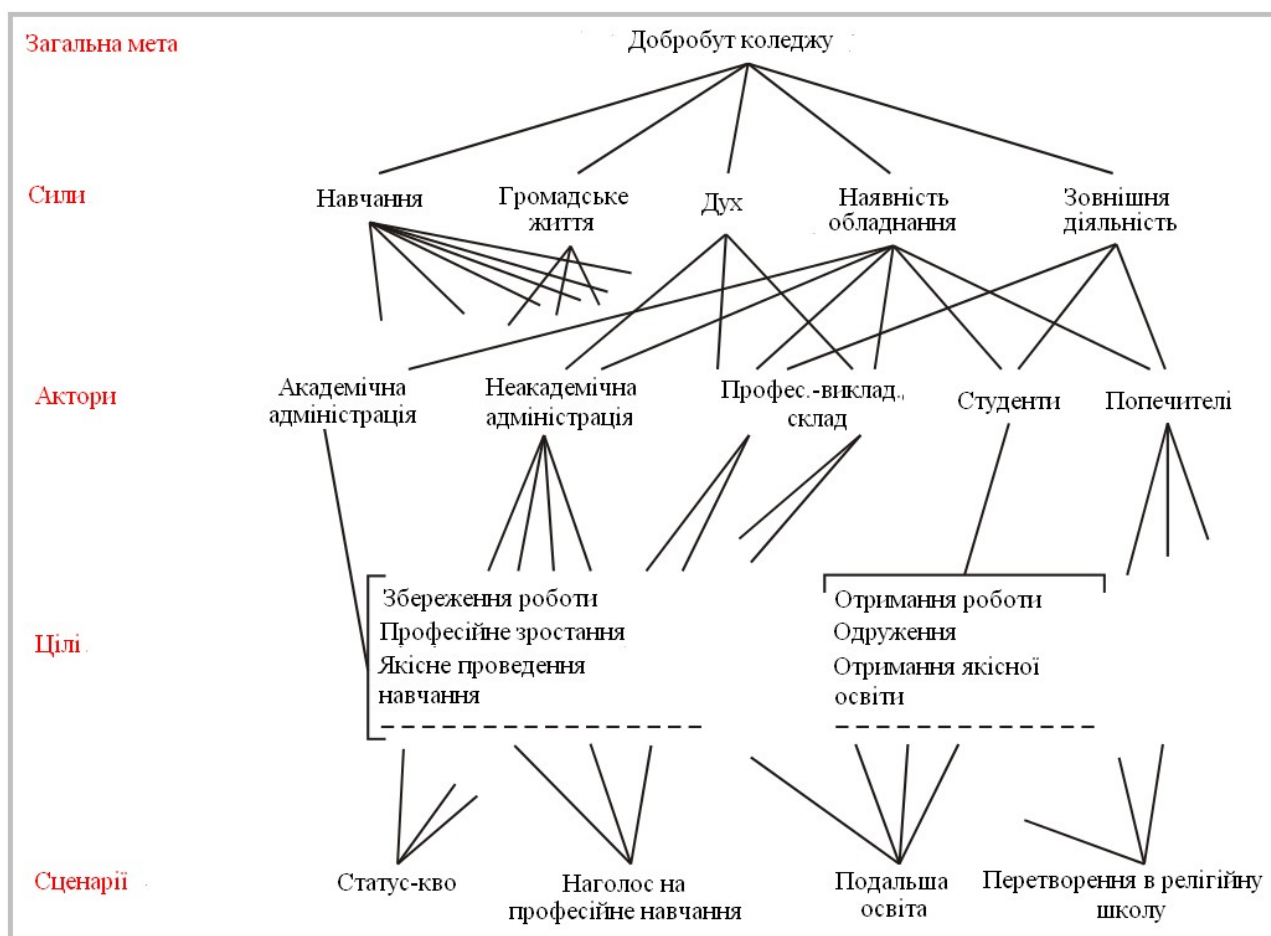 Загальна мета
Добробут коледжу
Сили
Навчання
Громадське
життя
Дух
Наявність
обладнання
Зовнішня
діяльність
Актори
Академічна
адміністрація
Неакадемічна
адміністрація
Профес.-виклад.,
склад
Студенти
Попечителі
Цілі
Збереження роботи
Професійне зростання
Якісне проведення
навчання
Отримання роботи
Одруження
Отримання якісної
освіти
Сценарії
Статус-кво
Наголос на
професійне навчання
Подальша
освіта
Перетворення в релігійну
школу